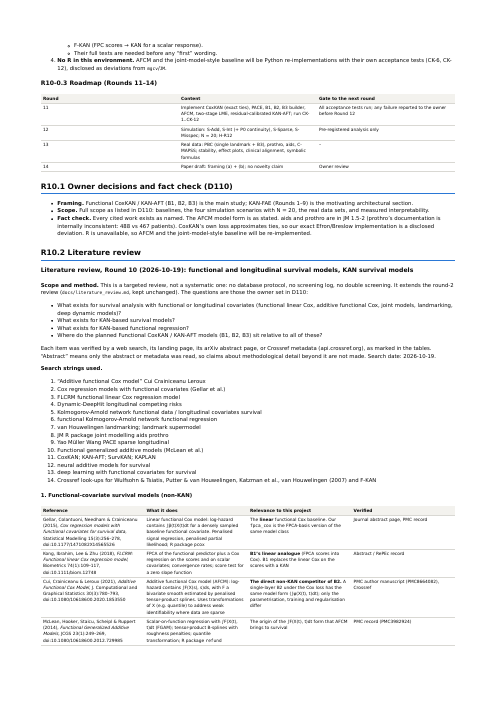 F-KAN (FPC scores → KAN for a scalar response).
Their full texts are needed before any "first" wording.
4. No R in this environment. AFCM and the joint-model-style baseline will be Python re-implementations with their own acceptance tests (CK-6, CK-
12), disclosed as deviations from
R10-0.3 Roadmap (Rounds 11–14)
Round Content Gate to the next round
11 Implement CoxKAN (exact ties), PACE, B1, B2, B3 builder, All acceptance tests run; any failure reported to the owner
AFCM, two-stage LME, residual-calibrated KAN-AFT; run CK- before Round 12
1..CK-12
12 Simulation: S-Add, S-Int (+ P0 continuity), S-Sparse, S- Pre-registered analysis only
Misspec; N = 20; H-R12
13 Real data: PBC (single landmark + B3), prothro, aids, C- –
MAPSS; stability, effect plots, clinical alignment, symbolic
formulas
14 Paper draft: framing (a) + (b); no novelty claim Owner review
R10.1 Owner decisions and fact check (D110)
Framing. Functional CoxKAN / KAN-AFT (B1, B2, B3) is the main study; KAN-FAE (Rounds 1–9) is the motivating architectural section.
Scope. Full scope as listed in D110: baselines, the four simulation scenarios with N = 20, the real data sets, and measured interpretability.
Fact check. Every cited work exists as named. The AFCM model form is as stated. aids and prothro are in JM 1.5-2 (prothro's documentation is
internally inconsistent: 488 vs 467 patients). CoxKAN's own loss approximates ties, so our exact Efron/Breslow implementation is a disclosed
deviation. R is unavailable, so AFCM and the joint-model-style baseline will be re-implemented.
R10.2 Literature review
Literature review, Round 10 (2026-10-19): functional and longitudinal survival models, KAN survival models
Scope and method. This is a targeted review, not a systematic one: no database protocol, no screening log, no double screening. It extends the round-2
review (docs/literature_review.md, kept unchanged). The questions are those the owner set in D110:
What exists for survival analysis with functional or longitudinal covariates (functional linear Cox, additive functional Cox, joint models, landmarking,
deep dynamic models)?
What exists for KAN-based survival models?
What exists for KAN-based functional regression?
Where do the planned Functional CoxKAN / KAN-AFT models (B1, B2, B3) sit relative to all of these?
Each item was verified by a web search, its landing page, its arXiv abstract page, or Crossref metadata (api.crossref.org), as marked in the tables.
"Abstract" means only the abstract or metadata was read, so claims about methodological detail beyond it are not made. Search date: 2026-10-19.
Search strings used.
1. "Additive functional Cox model" Cui Crainiceanu Leroux
2. Cox regression models with functional covariates (Gellar et al.)
3. FLCRM functional linear Cox regression model
4. Dynamic-DeepHit longitudinal competing risks
5. Kolmogorov-Arnold network functional data / longitudinal covariates survival
6. functional Kolmogorov-Arnold network functional regression
7. van Houwelingen landmarking; landmark supermodel
8. JM R package joint modelling aids prothro
9. Yao Müller Wang PACE sparse longitudinal
10. Functional generalized additive models (McLean et al.)
11. CoxKAN; KAN-AFT; SurvKAN; KAPLAN
12. neural additive models for survival
13. deep learning with functional covariates for survival
14. Crossref look-ups for Wulfsohn & Tsiatis, Putter & van Houwelingen, Katzman et al., van Houwelingen (2007) and F-KAN
1. Functional-covariate survival models (non-KAN)
Reference What it does Relevance to this project Verified
Gellar, Colantuoni, Needham & Crainiceanu Linear functional Cox model: log-hazard The linear functional Cox baseline. Our Journal abstract page, PMC record
(2015), Cox regression models with contains ∫β(t)X(t)dt for a densely sampled is the FPCA-basis version of the
functional covariates for survival data, baseline functional covariate. Penalised same model class
Statistical Modelling 15(3):256–278, signal regression, penalised partial
doi:10.1177/1471082X14565526 likelihood; R package pcox
Kong, Ibrahim, Lee & Zhu (2018), FLCRM: FPCA of the functional predictor plus a Cox B1's linear analogue (FPCA scores into Abstract / RePEc record
Functional linear Cox regression model, regression on the scores and on scalar Cox). B1 replaces the linear Cox on the
Biometrics 74(1):109–117, covariates; convergence rates; score test for scores with a KAN
doi:10.1111/biom.12748 a zero slope function
Cui, Crainiceanu & Leroux (2021), Additive Additive functional Cox model (AFCM): log- The direct non-KAN competitor of B2. A PMC author manuscript (PMC8664082),
Functional Cox Model, J. Computational and hazard contains ∫F(X(s), s)ds, with F a single-layer B2 under the Cox loss has the Crossref
Graphical Statistics 30(3):780–793, bivariate smooth estimated by penalised same model form (∫g(X(t), t)dt); only the
doi:10.1080/10618600.2020.1853550 tensor-product splines. Uses transformations parametrisation, training and regularisation
of X (e.g. quantile) to address weak differ
identifiability where data are sparse
McLean, Hooker, Staicu, Scheipl & Ruppert Scalar-on-function regression with ∫F(X(t), The origin of the ∫F(X(t), t)dt form that AFCM PMC record (PMC3982924)
(2014), Functional Generalized Additive t)dt (FGAM); tensor-product B-splines with brings to survival
Models, JCGS 23(1):249–269, roughness penalties; quantile
doi:10.1080/10618600.2012.729985 transformation; R package refund